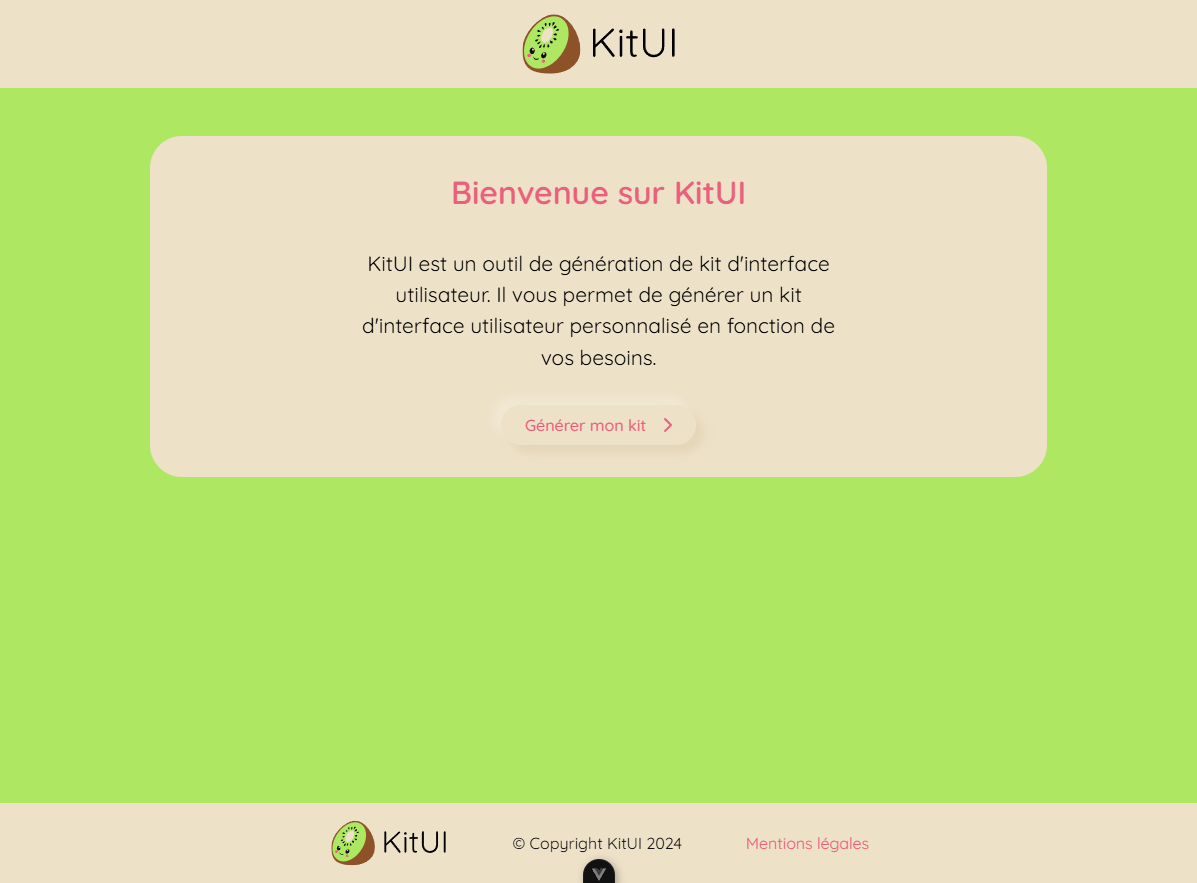 KitUI
Bienvenue sur KitUI
KitUI est un outil de génération de kit d'interface
utilisateur. Il vous permet de générer un kit
d'interface utilisateur personnalisé en fonction de
vos besoins.
Générer mon kit
KitUI
© Copyright KitUI 2024
Mentions légales